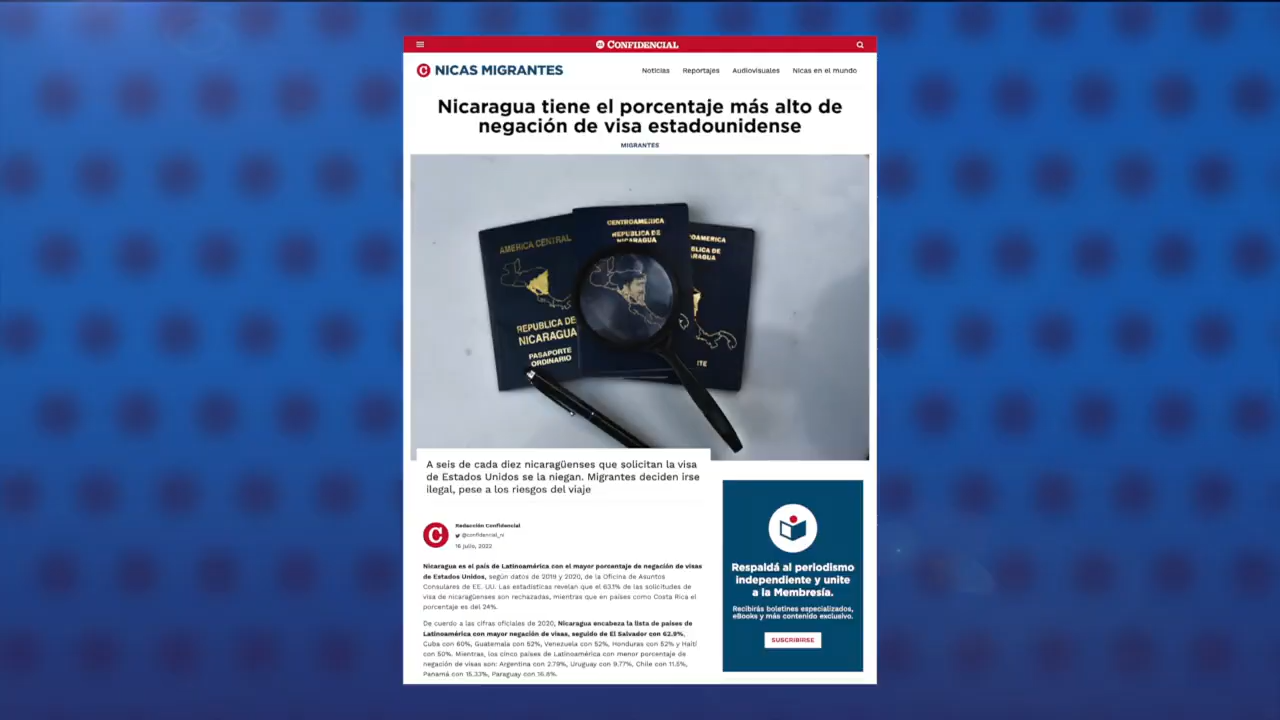 CONFIDENCIAL
C NICAS MIGRANTES
Noticias Reportajes Audiovisuales Nicas en el mundo
Nicaragua tiene el porcentaje más alto de
negación de visa estadounidense
MIGRANTES
AMERICA CENTRAL
REPUBLICA DE
NICARAGUA
PASAPORTE
ORDINARIO
CENTROAMERICA
REPUBLICA DE
NICARAGUA
OAMERICA
BLICA DE
ARAGUA
TE
A seis de cada diez nicaragüenses que solicitan la visa
de Estados Unidos se la niegan. Migrantes deciden irse
ilegal, pese a los riesgos del viaje
C
Redacción Confidencial
@confidencial_ni
16 julio, 2022
Nicaragua es el país de Latinoamérica con el mayor porcentaje de negación de visas
de Estados Unidos, según datos de 2019 y 2020, de la Oficina de Asuntos
Consulares de EE. UU. Las estadísticas revelan que el 63.1% de las solicitudes de
visa de nicaragüenses son rechazadas, mientras que en países como Costa Rica el
porcentaje es del 24%.
De cuerdo a las cifras oficiales de 2020, Nicaragua encabeza la lista de países de
Latinoamérica con mayor negación de visas, seguido de El Salvador con 62.9%,
Cuba con 60%, Guatemala con 52%, Venezuela con 52%, Honduras con 52% y Haití
con 50%. Mientras, los cinco países de Latinoamérica con menor porcentaje de
negación de visas son: Argentina con 2.79%, Uruguay con 9.77%, Chile con 11.5%,
Panamá con 15.33%, Paraguay con 16.8%.
Respaldá al periodismo
independiente y unite
a la Membresía.
Recibirás boletines especializados,
eBooks y más contenido exclusivo.
SUSCRIBIRSE